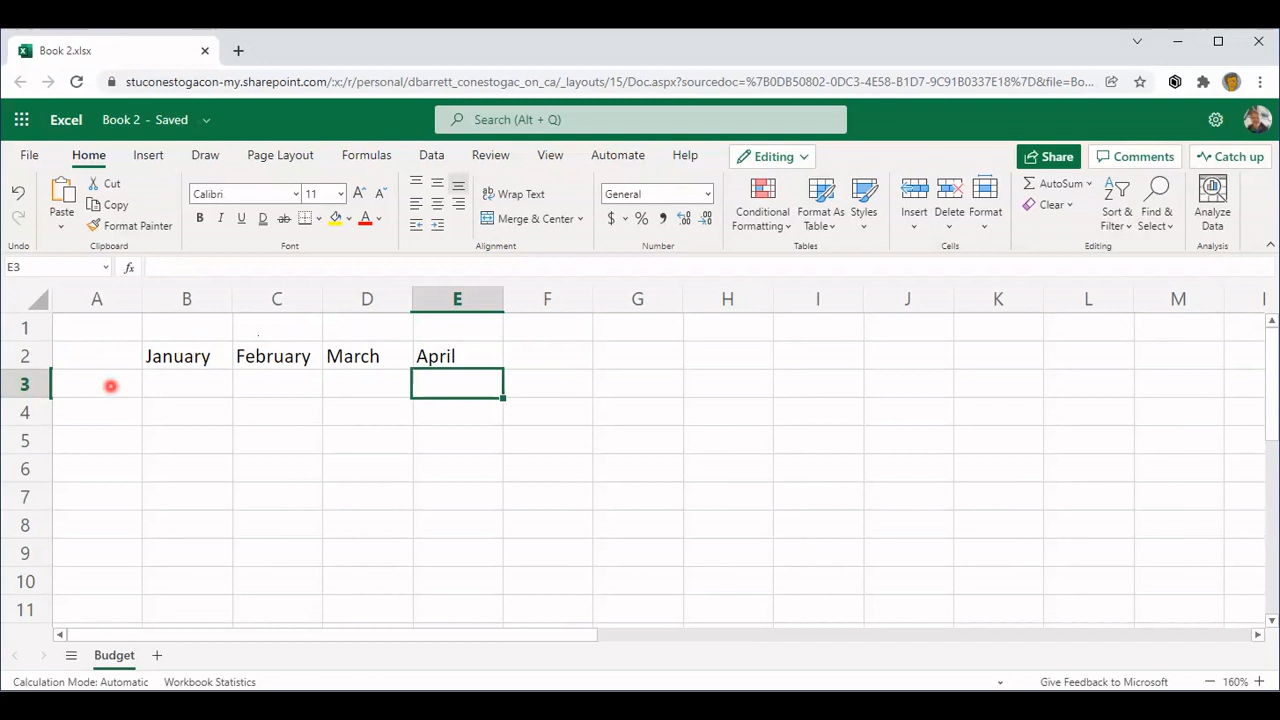 Book 2.xlsx
stuconestogacon-my.sharepoint.com/:x:/r/personal/dbarrett_conestogac_on_ca/_layouts/15/Doc.aspx?sourcedoc=%7B0DB50802-0DC3-4E58-B1D7-9C91B0337E18%7D&file=Bo...
Excel Book 2 - Saved Search (Alt + Q)
File Home Insert Draw Page Layout Formulas Data Review View Automate Help Editing Share Comments Catch up
Cut Calibri 11 Wrap Text General AutoSum
Paste Copy Conditional Format As Styles Insert Delete Format Clear Sort & Find & Analyze
Format Painter B I U D ab A Merge & Center $ % Formatting Table Filter Select Data
Undo Clipboard Font Alignment Number Tables Cells Editing Analysis
E3 fx
A B C D E F G H I J K L M I
1
2 January February March April
3
4
5
6
7
8
9
10
11
Budget
Calculation Mode: Automatic Workbook Statistics Give Feedback to Microsoft 160%